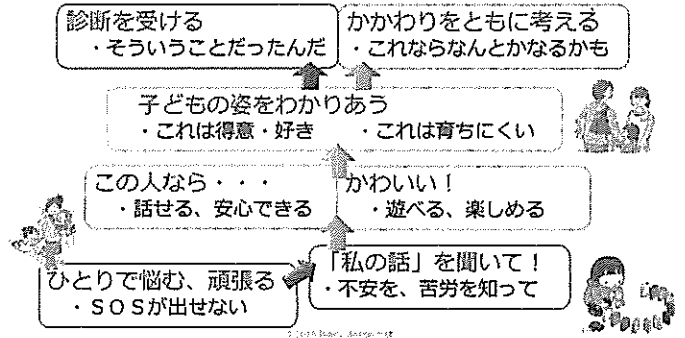 診断を受ける
・そういうことだったんだ
かかわりをともに考える
・これならなんとかなるかも
子どもの姿をわかりあう
・これは得意・好き
・これは育ちにくい
この人なら・・・
・話せる、安心できる
かわいい！
・遊べる、楽しめる
ひとりで悩む、頑張る
・ＳＯＳが出せない
「私の話」を聞いて！
・不安を、苦労を知って